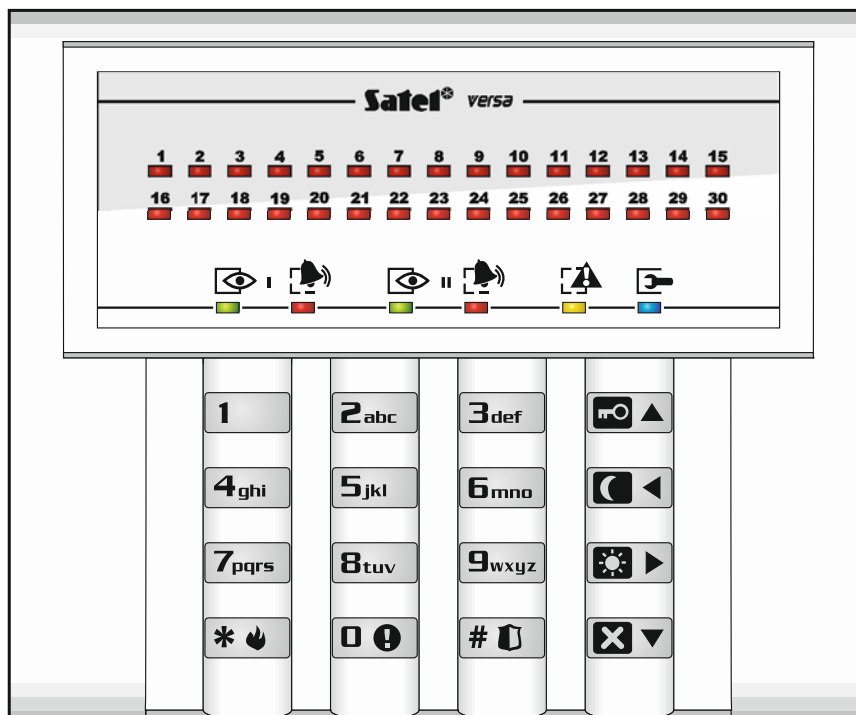 Satel versa
1 2 3 4 5 6 7 8 9 10 11 12 13 14 15
16 17 18 19 20 21 22 23 24 25 26 27 28 29 30
I II
1 2abc 3def
4ghi 5jkl 6mno
7pqrs 8tuv 9wxyz
* 0 #